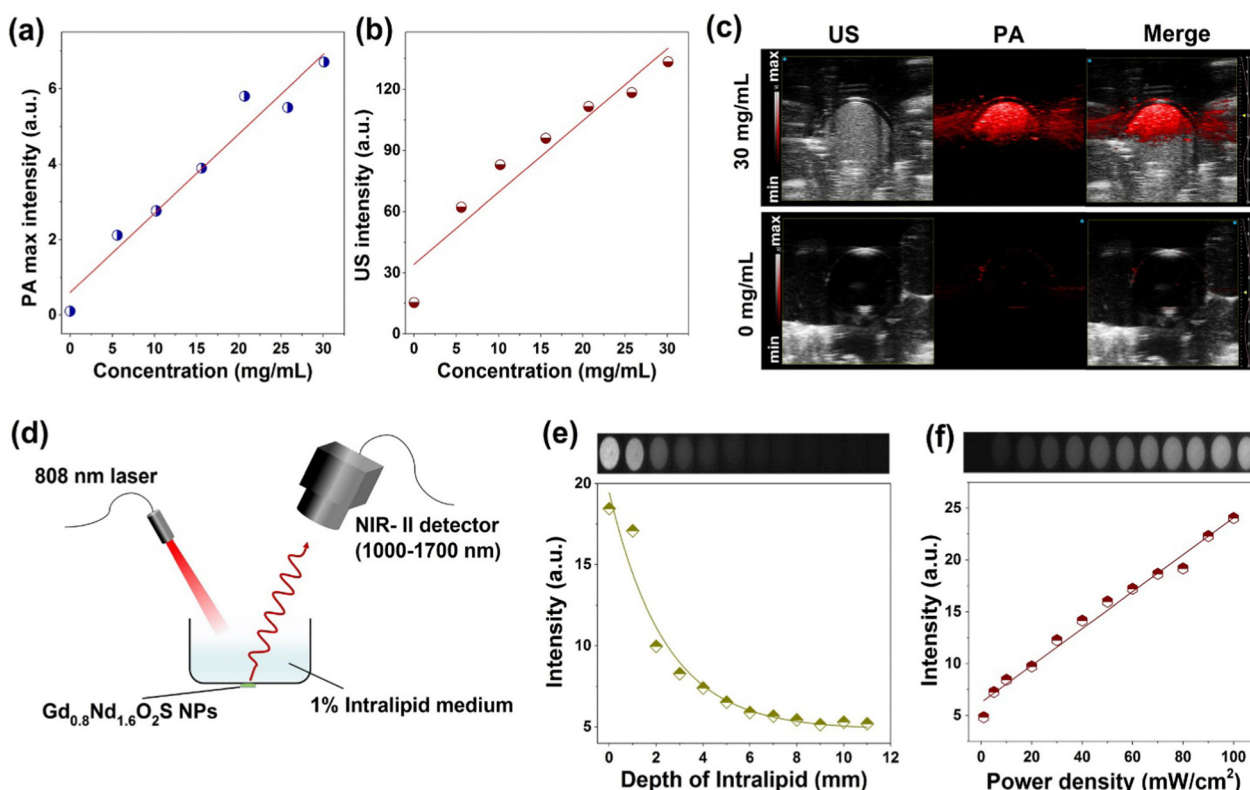 (a)
PA max intensity (a.u.)
6
4
2
0
0 5 10 15 20 25 30
Concentration (mg/mL)
(b)
US intensity (a.u.)
120
90
60
30
0
0 5 10 15 20 25 30
Concentration (mg/mL)
(c)
US PA Merge
30 mg/mL
max
min
0 mg/mL
max
min
(d)
808 nm laser
NIR- II detector
(1000-1700 nm)
Gd0.8Nd1.6O2S NPs
1% Intralipid medium
(e)
Intensity (a.u.)
20
15
10
5
0 2 4 6 8 10 12
Depth of Intralipid (mm)
(f)
Intensity (a.u.)
25
20
15
10
5
0 20 40 60 80 100
Power density (mW/cm2)